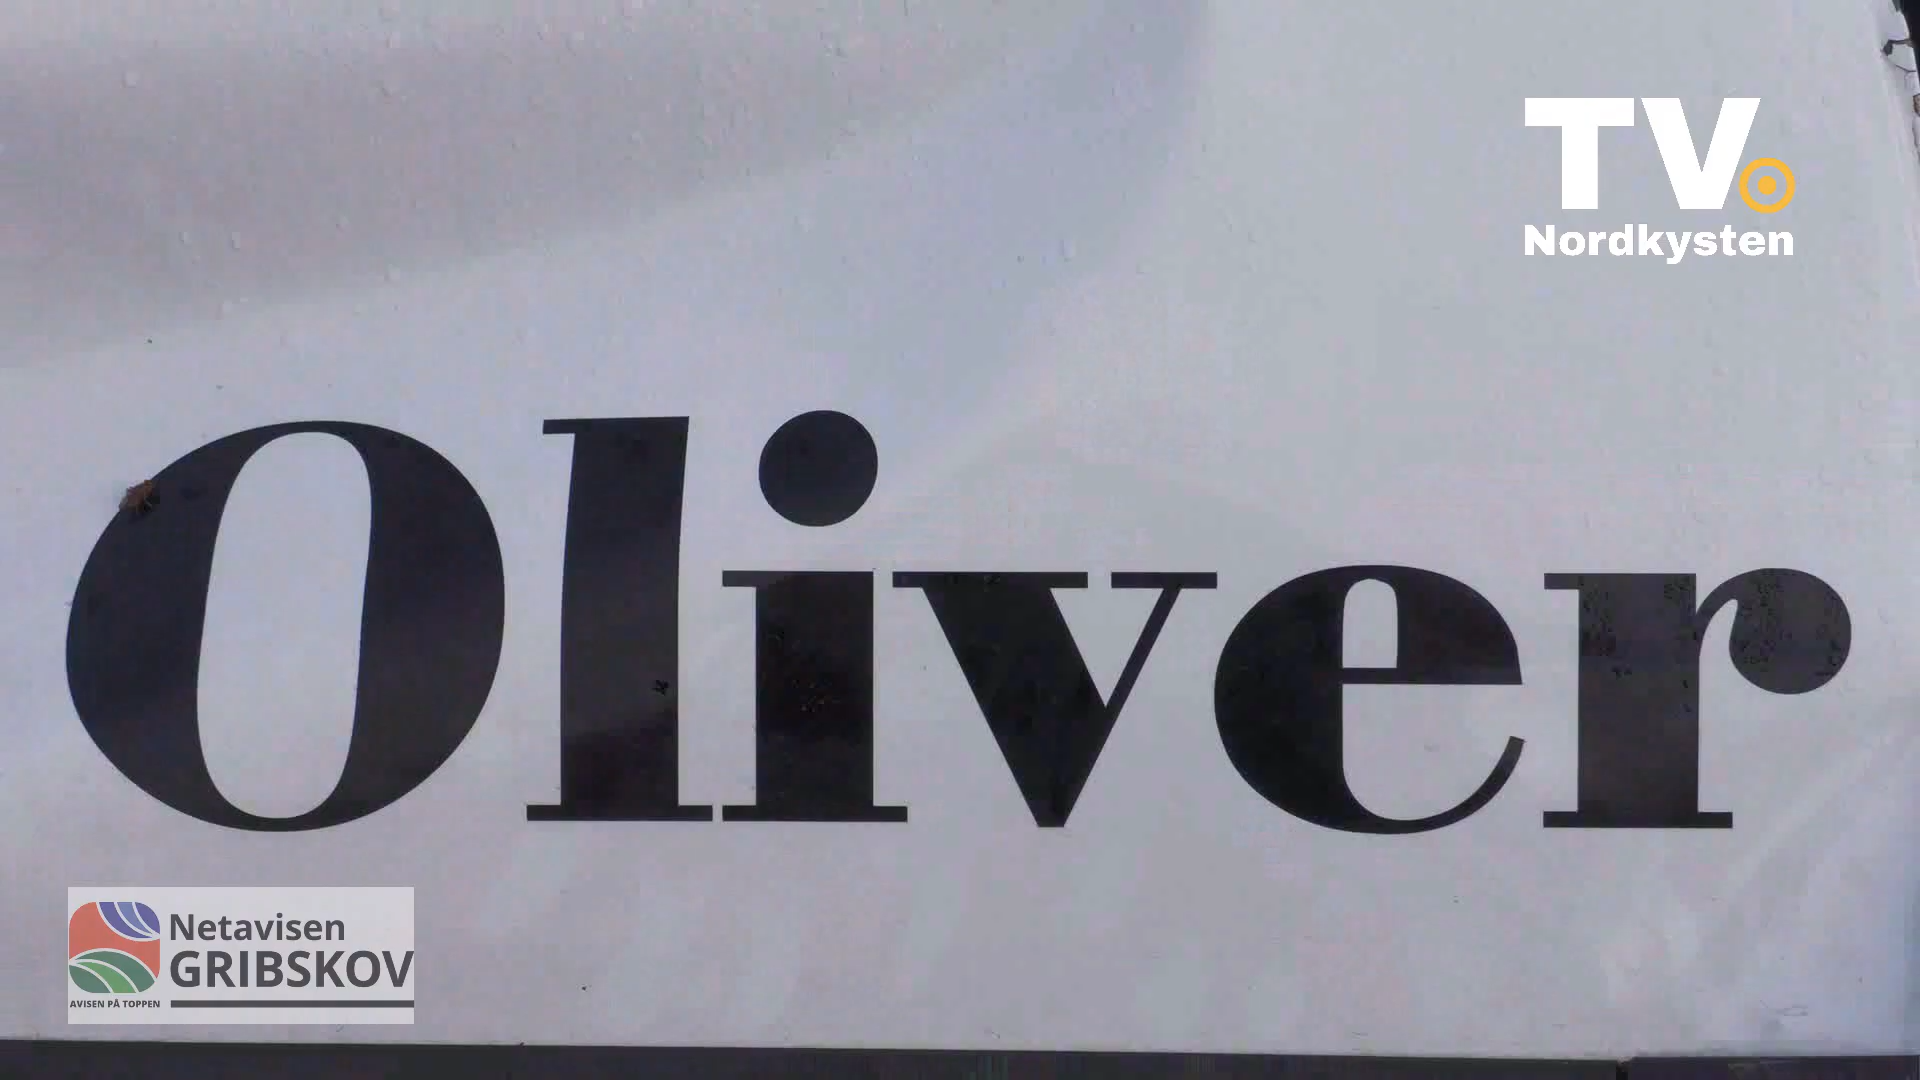 TV
Nordkysten
Oliver
Netavisen
GRIBSKOV
AVISEN PÅ TOPPEN